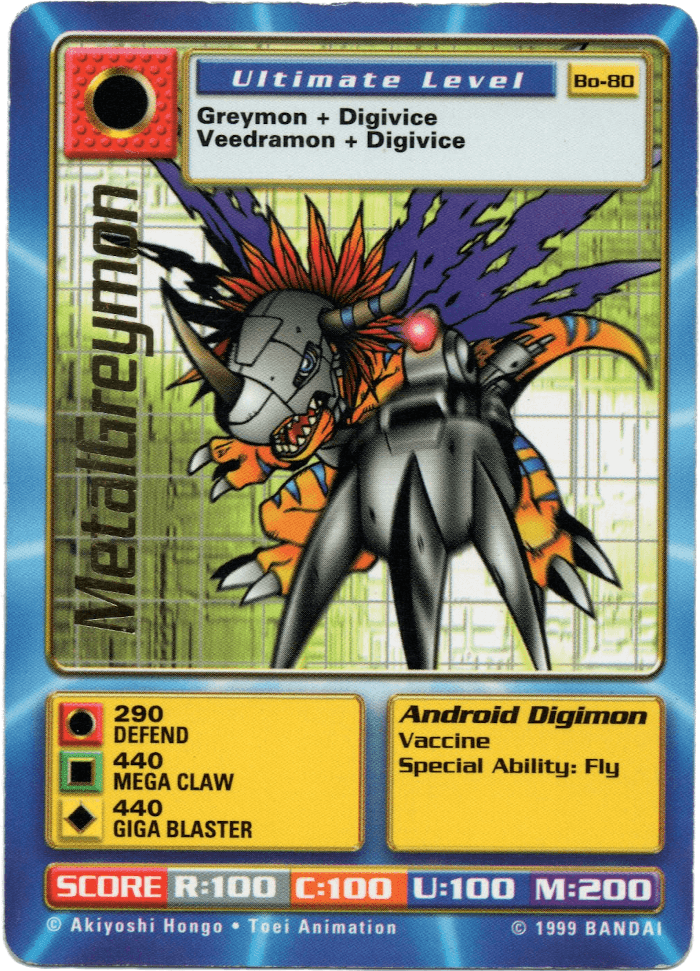 Ultimate Level
Bo-80
Greymon + Digivice
Veedramon + Digivice
MetalGreymon
290
DEFEND
440
MEGA CLAW
440
GIGA BLASTER
Android Digimon
Vaccine
Special Ability: Fly
SCORE R:100 C:100 U:100 M:200
© Akiyoshi Hongo • Toei Animation © 1999 BANDAI